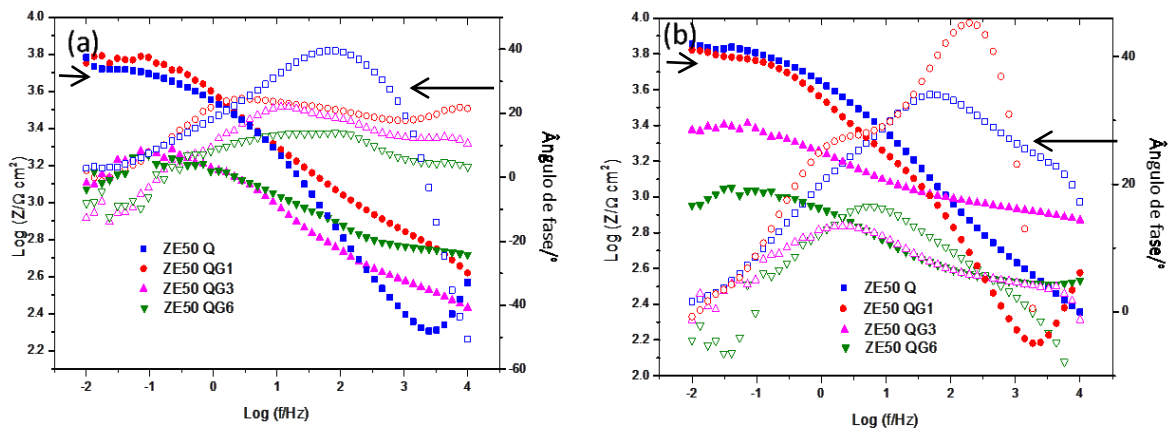 (a)
Log (Z/Ω cm²)
4.0
3.8
3.6
3.4
3.2
3.0
2.8
2.6
2.4
2.2
ZE50 Q
ZE50 QG1
ZE50 QG3
ZE50 QG6
-2 -1 0 1 2 3 4
Log (f/Hz)
40
20
0
-20
-40
-60
Ângulo de fase/°
(b)
Log (Z/Ω cm²)
4.0
3.8
3.6
3.4
3.2
3.0
2.8
2.6
2.4
2.2
2.0
ZE50 Q
ZE50 QG1
ZE50 QG3
ZE50 QG6
-2 -1 0 1 2 3 4
Log (f/Hz)
40
20
0
Ângulo de fase/°